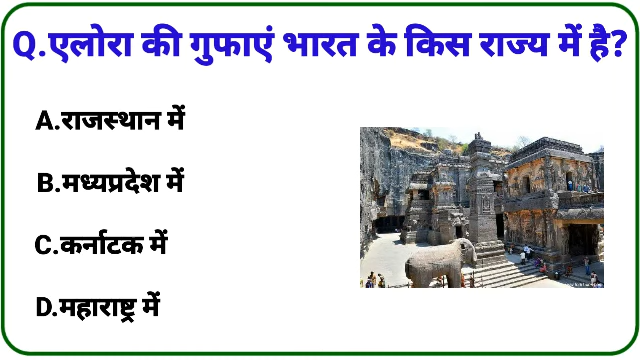 Q.एलोरा की गुफाएं भारत के किस राज्य में है?
A.राजस्थान में
B.मध्यप्रदेश में
C.कर्नाटक में
D.महाराष्ट्र में